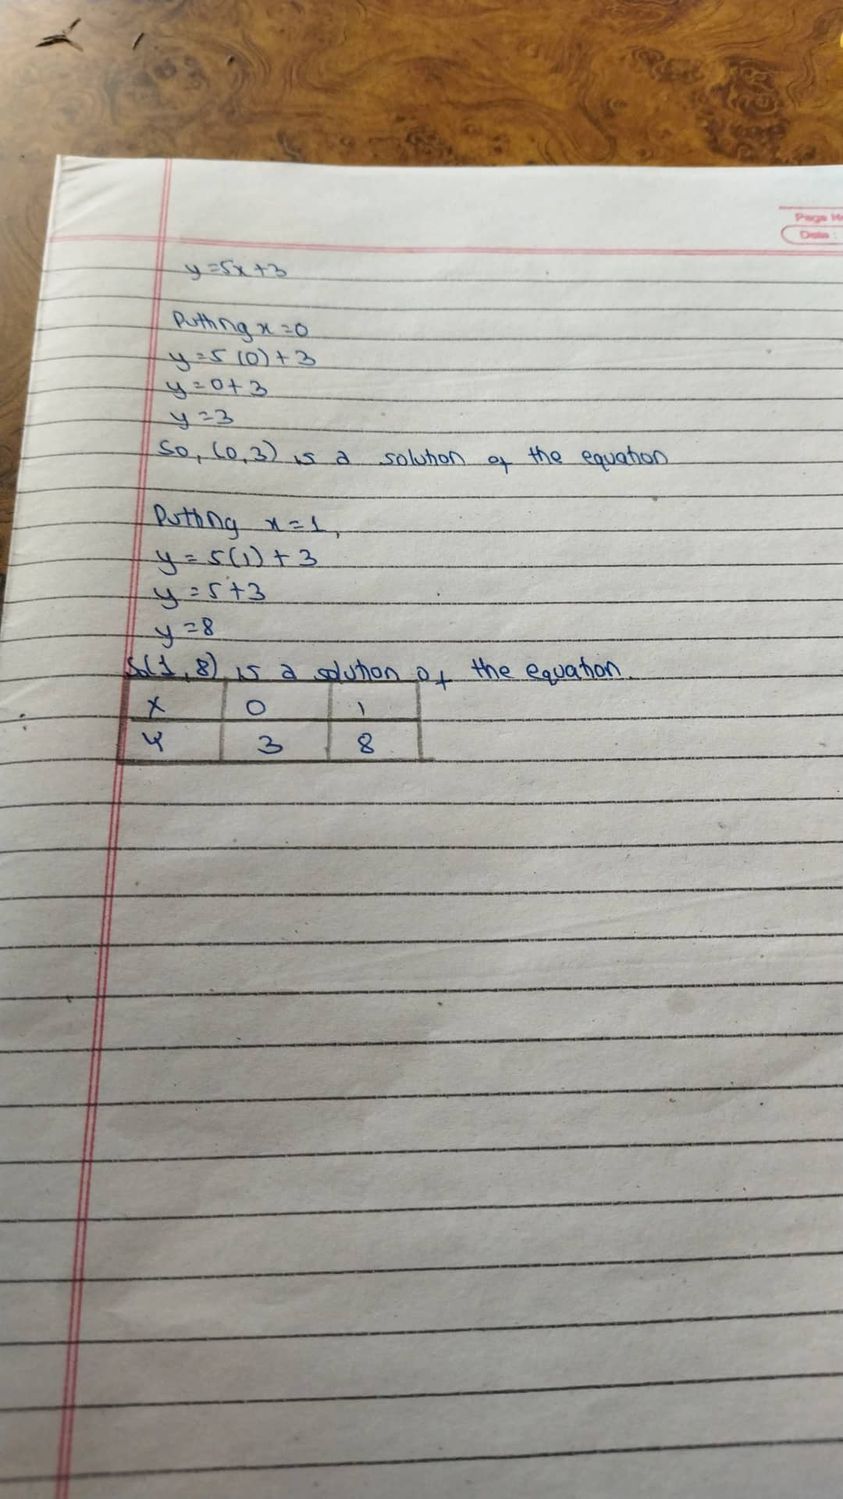 Page No
Date :
y=5x+3
Putting x=0
y=5(0)+3
y=0+3
y=3
So, (0,3) is a solution of the equation
Putting x=1,
y=5(1)+3
y=5+3
y=8
So(1,8) is a solution of the equation.
x 0 1
y 3 8